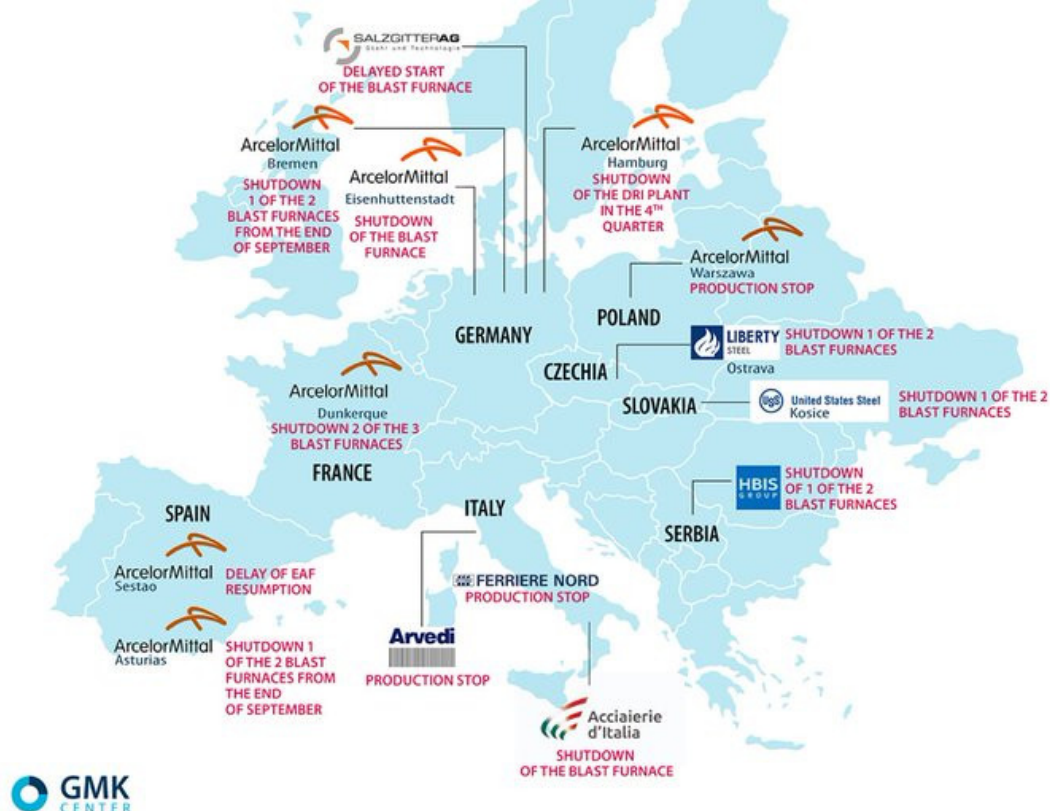 SALZGITTERAG
Stahl und Technologie
DELAYED START
OF THE BLAST FURNACE
ArcelorMittal
Bremen
SHUTDOWN
1 OF THE 2
BLAST FURNACES
FROM THE END
OF SEPTEMBER
ArcelorMittal
Eisenhuttenstadt
SHUTDOWN
OF THE BLAST
FURNACE
ArcelorMittal
Hamburg
SHUTDOWN
OF THE DRI PLANT
IN THE 4TH
QUARTER
ArcelorMittal
Warszawa
PRODUCTION STOP
GERMANY
POLAND
LIBERTY
STEEL
Ostrava
SHUTDOWN 1 OF THE 2
BLAST FURNACES
CZECHIA
SLOVAKIA
USS United States Steel
Kosice
SHUTDOWN 1 OF THE 2
BLAST FURNACES
ArcelorMittal
Dunkerque
SHUTDOWN 2 OF THE 3
BLAST FURNACES
FRANCE
HBIS
GROUP
SHUTDOWN
OF 1 OF THE 2
BLAST FURNACES
SERBIA
ITALY
SPAIN
ArcelorMittal
Sestao
DELAY OF EAF
RESUMPTION
ArcelorMittal
Asturias
SHUTDOWN 1
OF THE 2 BLAST
FURNACES FROM
THE END
OF SEPTEMBER
FERRIERE NORD
PRODUCTION STOP
Arvedi
PRODUCTION STOP
Acciaierie
d'Italia
SHUTDOWN
OF THE BLAST FURNACE
GMK
CENTER